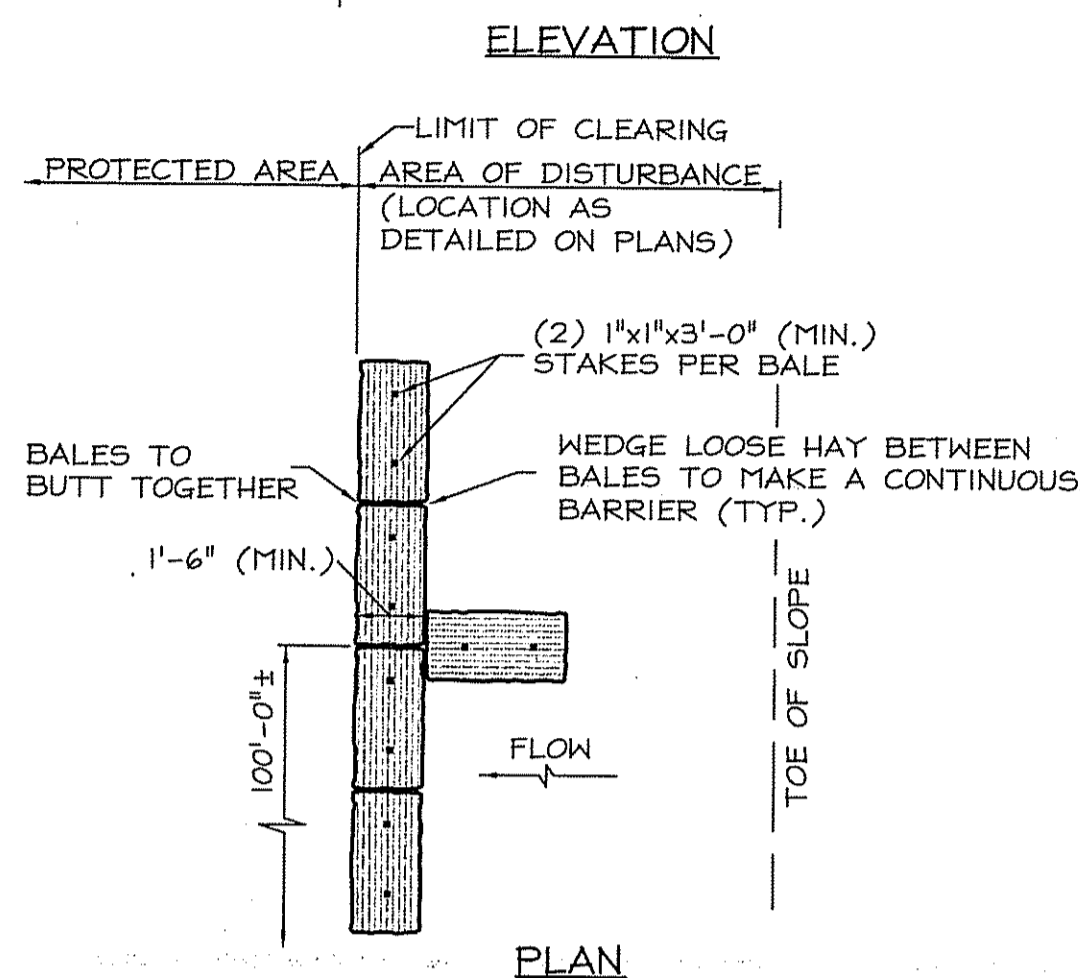 ELEVATION
LIMIT OF CLEARING
PROTECTED AREA
AREA OF DISTURBANCE
(LOCATION AS
DETAILED ON PLANS)
(2) 1"x1"x3'-0" (MIN.)
STAKES PER BALE
BALES TO
BUTT TOGETHER
WEDGE LOOSE HAY BETWEEN
BALES TO MAKE A CONTINUOUS
BARRIER (TYP.)
1'-6" (MIN.)
100'-0"±
FLOW
TOE OF SLOPE
PLAN